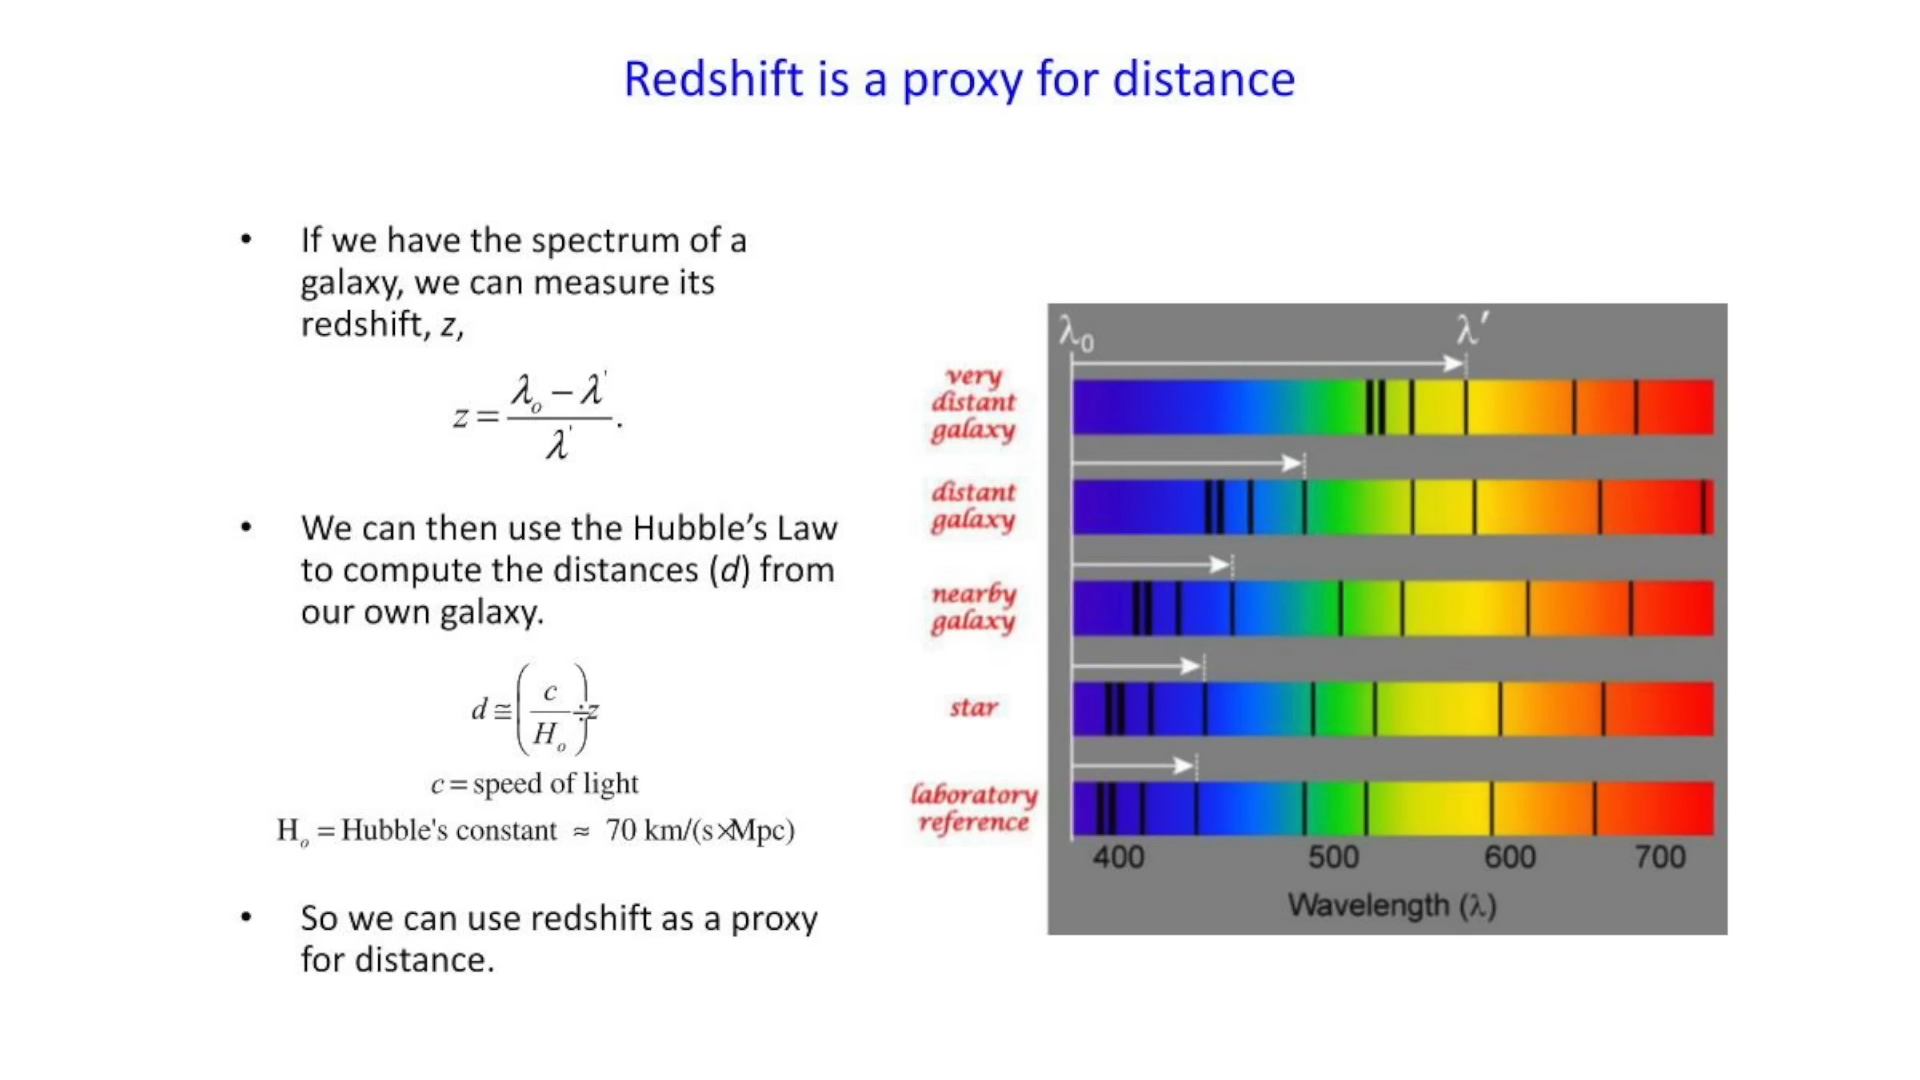 Redshift is a proxy for distance
• If we have the spectrum of a
galaxy, we can measure its
redshift, z,
z = (λo − λ') / λ' .
• We can then use the Hubble’s Law
to compute the distances (d) from
our own galaxy.
d ≅ (c / Ho) ÷ z
c = speed of light
Ho = Hubble's constant ≈ 70 km/(s×Mpc)
• So we can use redshift as a proxy
for distance.
λ0 λ′
very
distant
galaxy
distant
galaxy
nearby
galaxy
star
laboratory
reference
400 500 600 700
Wavelength (λ)